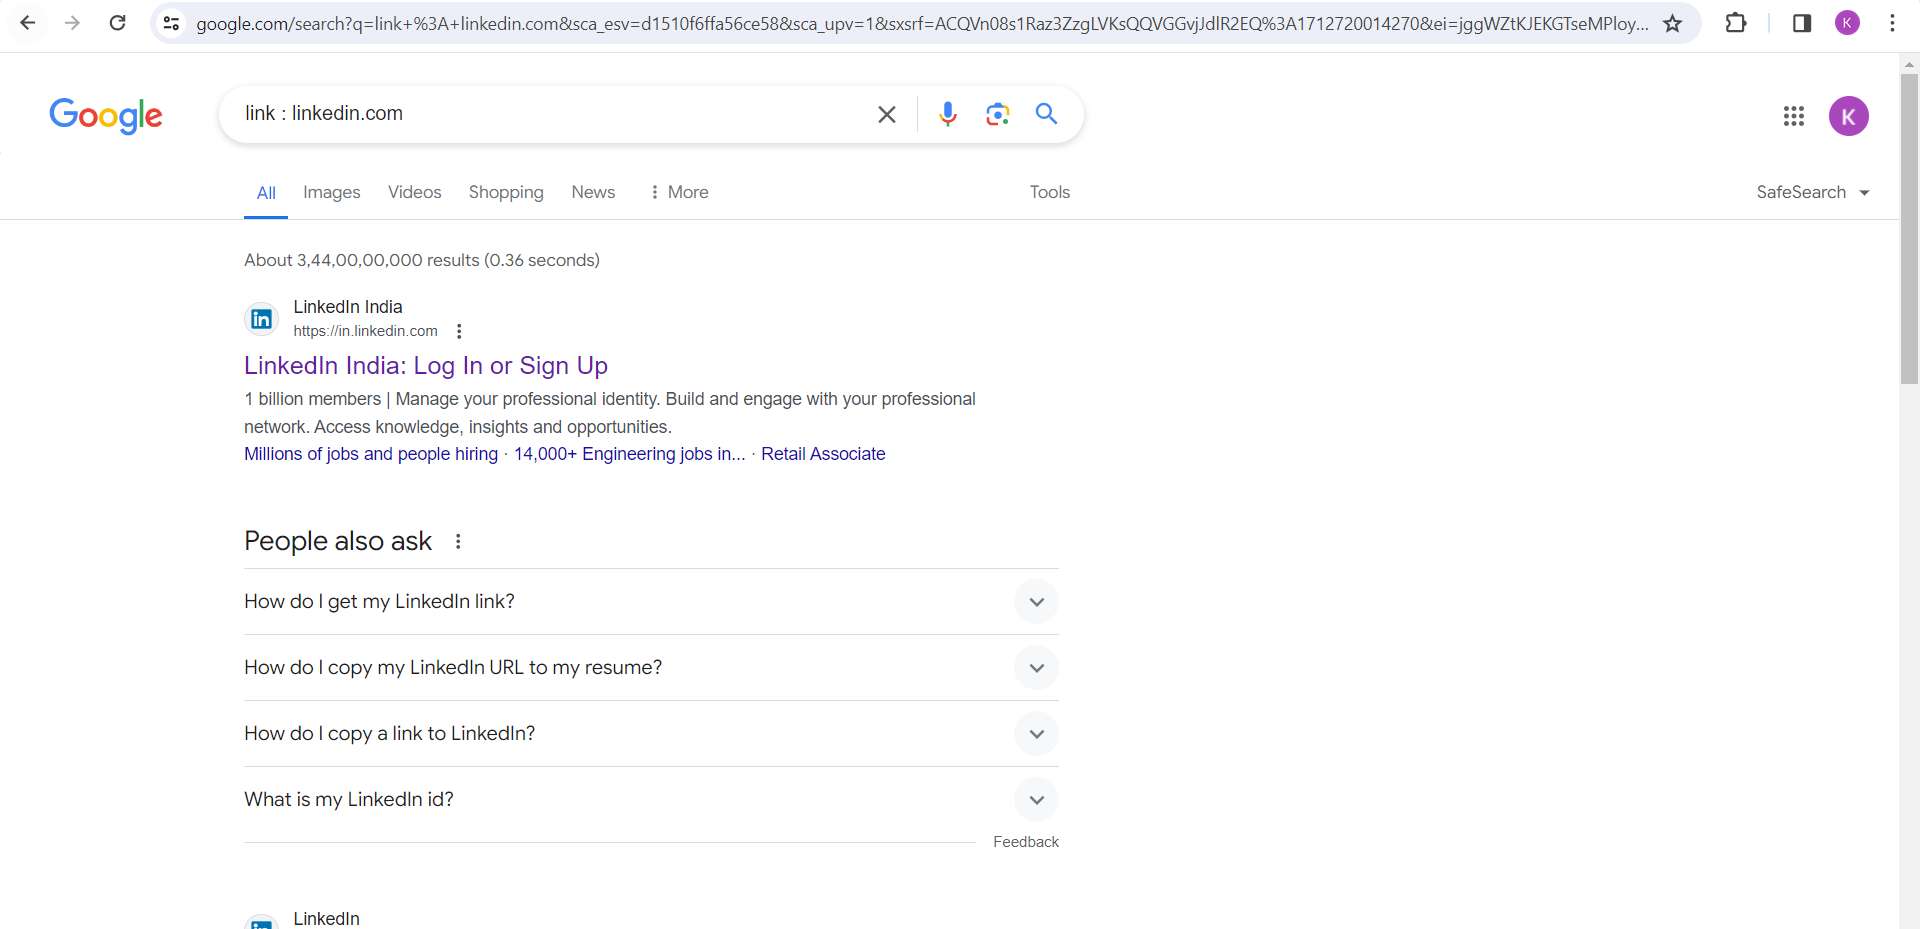 google.com/search?q=link+%3A+linkedin.com&sca_esv=d1510f6ffa56ce58&sca_upv=1&sxsrf=ACQVn08s1Raz3ZzgLVKsQQVGGvjJdlR2EQ%3A1712720014270&ei=jggWZtKJEKGTseMPloy...
K
Google
link : linkedin.com
K
All Images Videos Shopping News More Tools SafeSearch
About 3,44,00,00,000 results (0.36 seconds)
in
LinkedIn India
https://in.linkedin.com
LinkedIn India: Log In or Sign Up
1 billion members | Manage your professional identity. Build and engage with your professional
network. Access knowledge, insights and opportunities.
Millions of jobs and people hiring · 14,000+ Engineering jobs in... · Retail Associate
People also ask
How do I get my LinkedIn link?
How do I copy my LinkedIn URL to my resume?
How do I copy a link to LinkedIn?
What is my LinkedIn id?
Feedback
LinkedIn